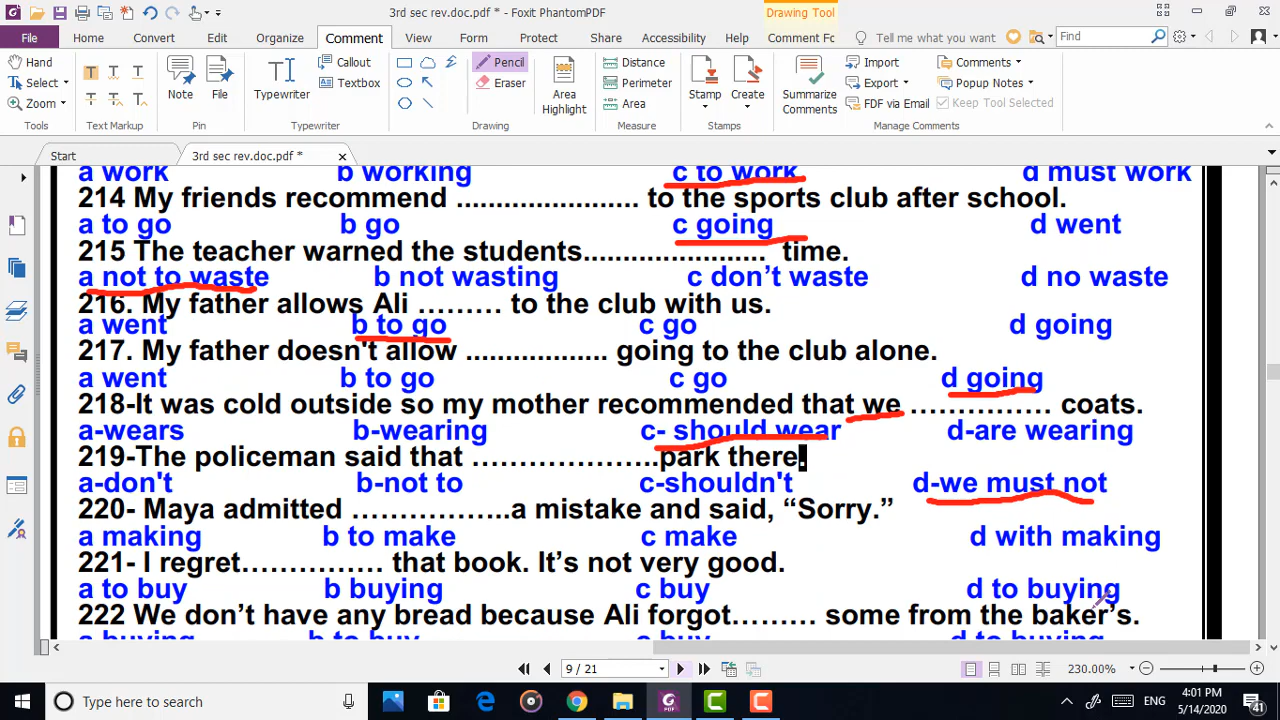 3rd sec rev.doc.pdf * - Foxit PhantomPDF
Drawing Tool
File Home Convert Edit Organize Comment View Form Protect Share Accessibility Help Comment Fc Tell me what you want... Find
Hand
Select
Zoom
Tools
Text Markup
Note
File
Pin
Typewriter
Callout
Textbox
Typewriter
Pencil
Eraser
Drawing
Area Highlight
Distance
Perimeter
Area
Measure
Stamp
Create
Stamps
Summarize Comments
Import
Export
FDF via Email
Comments
Popup Notes
Keep Tool Selected
Manage Comments
Start 3rd sec rev.doc.pdf *
a work b working c to work d must work
214 My friends recommend ....................... to the sports club after school.
a to go b go c going d went
215 The teacher warned the students....................... time.
a not to waste b not wasting c don’t waste d no waste
216. My father allows Ali ……… to the club with us.
a went b to go c go d going
217. My father doesn't allow .................. going to the club alone.
a went b to go c go d going
218-It was cold outside so my mother recommended that we …………… coats.
a-wears b-wearing c- should wear d-are wearing
219-The policeman said that ………………..park there.
a-don't b-not to c-shouldn't d-we must not
220- Maya admitted ……………..a mistake and said, “Sorry.”
a making b to make c make d with making
221- I regret…………… that book. It’s not very good.
a to buy b buying c buy d to buying
222 We don’t have any bread because Ali forgot……… some from the baker’s.
a buying b to buy c buy d to buying
9 / 21
230.00%
Type here to search
ENG
4:01 PM
5/14/2020
41